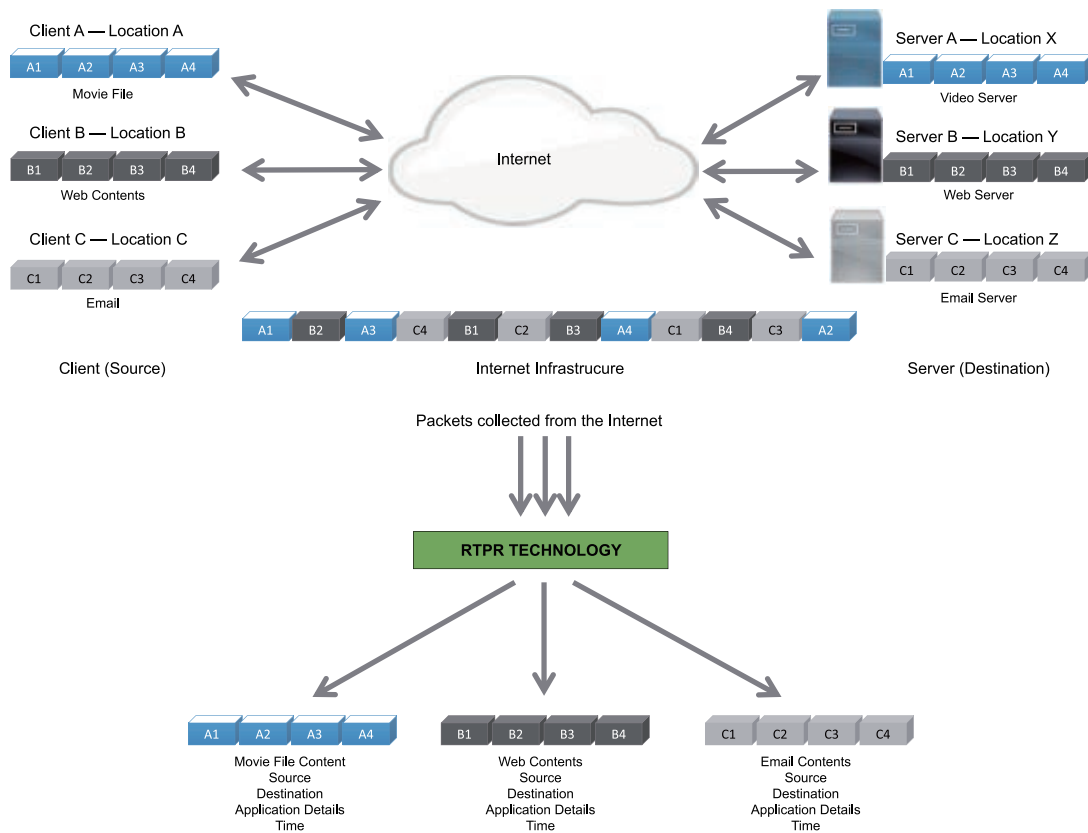 Client A — Location A
A1 A2 A3 A4
Movie File
Client B — Location B
B1 B2 B3 B4
Web Contents
Client C — Location C
C1 C2 C3 C4
Email
Internet
Server A — Location X
A1 A2 A3 A4
Video Server
Server B — Location Y
B1 B2 B3 B4
Web Server
Server C — Location Z
C1 C2 C3 C4
Email Server
A1 B2 A3 C4 B1 C2 B3 A4 C1 B4 C3 A2
Client (Source)
Internet Infrastrucure
Server (Destination)
Packets collected from the Internet
RTPR TECHNOLOGY
A1 A2 A3 A4
Movie File Content
Source
Destination
Application Details
Time
B1 B2 B3 B4
Web Contents
Source
Destination
Application Details
Time
C1 C2 C3 C4
Email Contents
Source
Destination
Application Details
Time